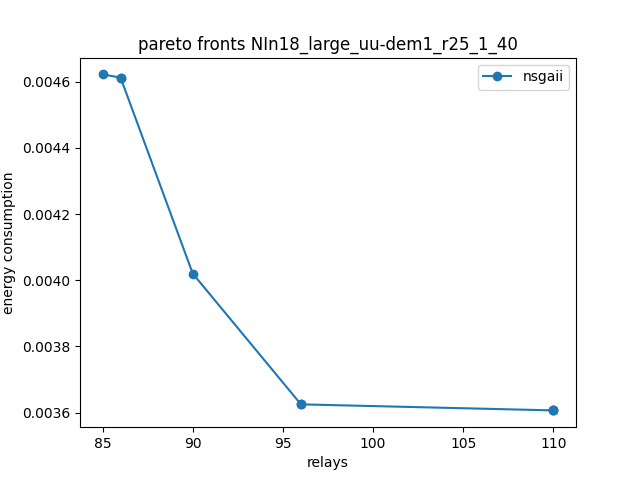 pareto fronts NIn18_large_uu-dem1_r25_1_40
nsgaii
energy consumption
0.0046
0.0044
0.0042
0.0040
0.0038
0.0036
85 90 95 100 105 110
relays